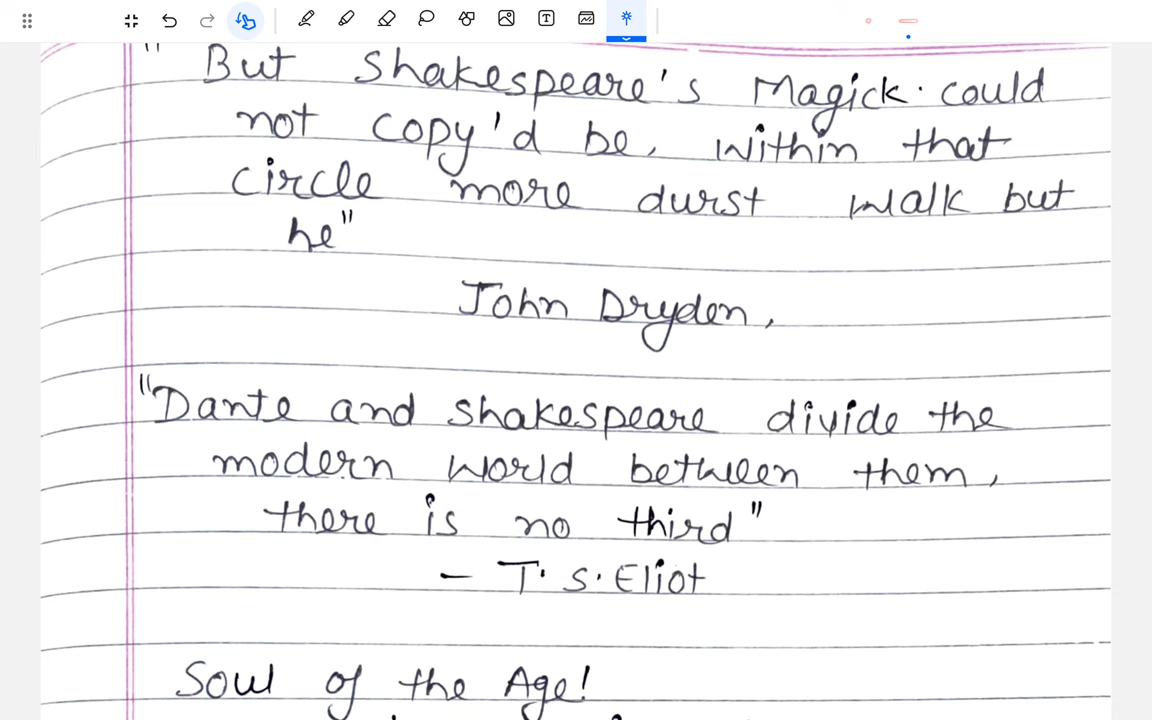 " But Shakespeare's Magick. could
not copy'd be, within that
circle more durst walk but
he"
John Dryden,
"Dante and Shakespeare divide the
modern world between them,
there is no third"
– T. S. Eliot
Soul of the Age!